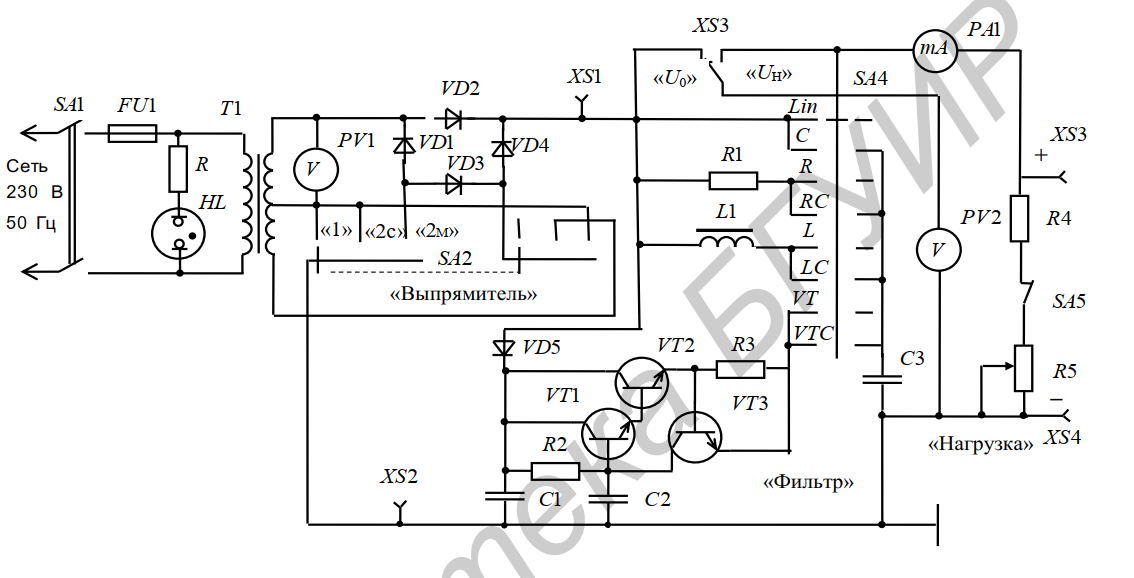 XS3
PA1
mA
«U₀»
«Uн»
SA4
XS1
VD2
SA1
FU1
T1
Lin
PV1
VD1
VD4
C
XS3
+
Сеть
R
V
VD3
R1
R
230 В
HL
RC
50 Гц
L1
PV2
R4
«1»
«2с»
«2м»
L
V
SA2
LC
«Выпрямитель»
VT
SA5
VTC
VD5
VT2
R3
C3
R5
VT1
VT3
–
R2
«Нагрузка»
XS4
XS2
C1
C2
«Фильтр»
тека БГУИР